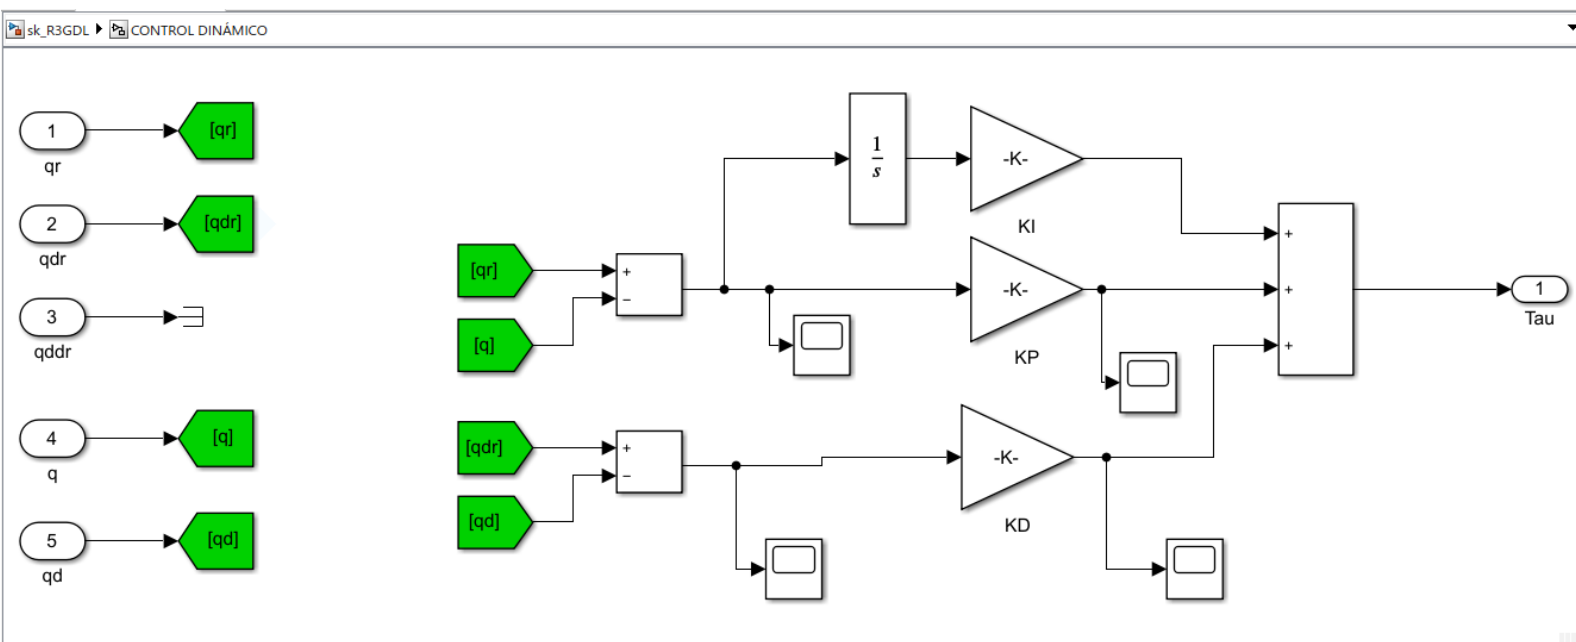 sk_R3GDL CONTROL DINÁMICO
1
qr
[qr]
2
qdr
[qdr]
3
qddr
4
q
[q]
5
qd
[qd]
[qr]
[q]
+
−
[qdr]
[qd]
+
−
1
s
-K-
KI
-K-
KP
-K-
KD
+
+
+
1
Tau